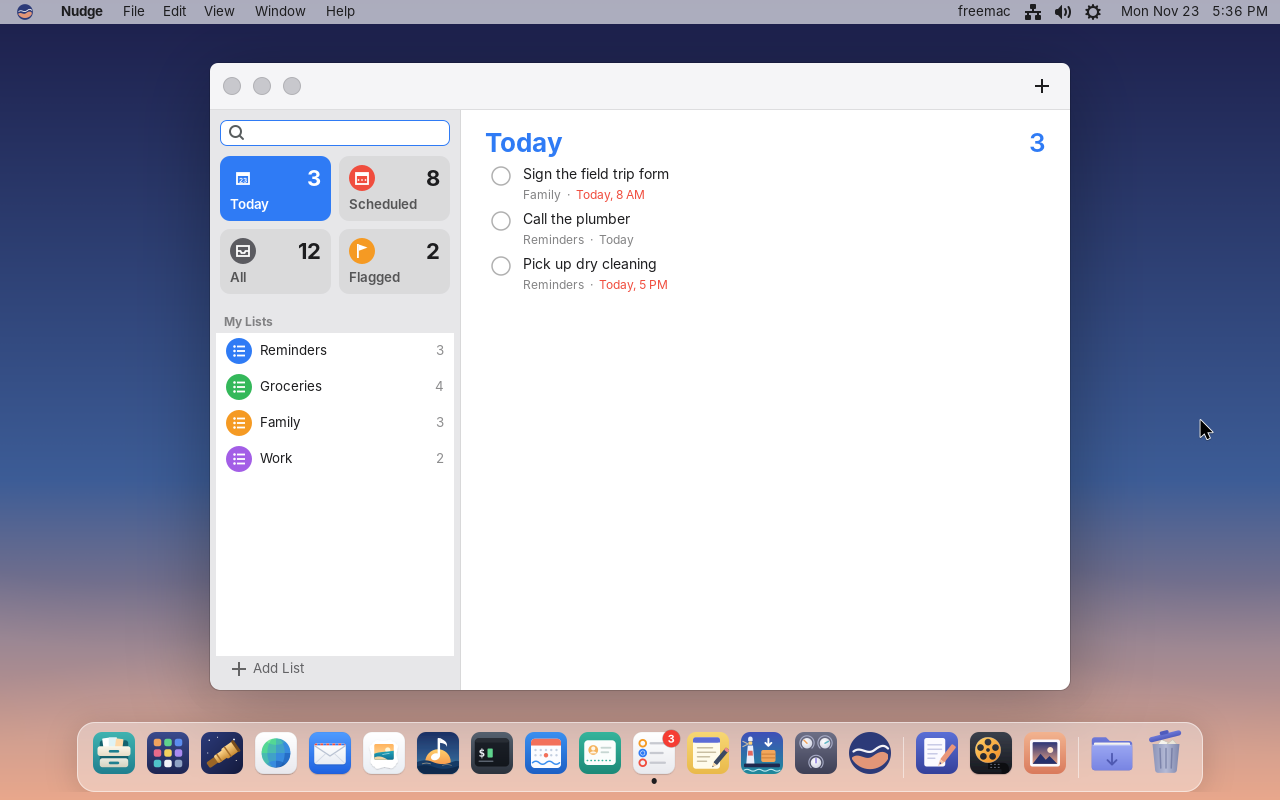 Nudge File Edit View Window Help freemac Mon Nov 23 5:36 PM
Today 3
Scheduled 8
All 12
Flagged 2
My Lists
Reminders 3
Groceries 4
Family 3
Work 2
Add List
Today 3
Sign the field trip form
Family · Today, 8 AM
Call the plumber
Reminders · Today
Pick up dry cleaning
Reminders · Today, 5 PM
3
$